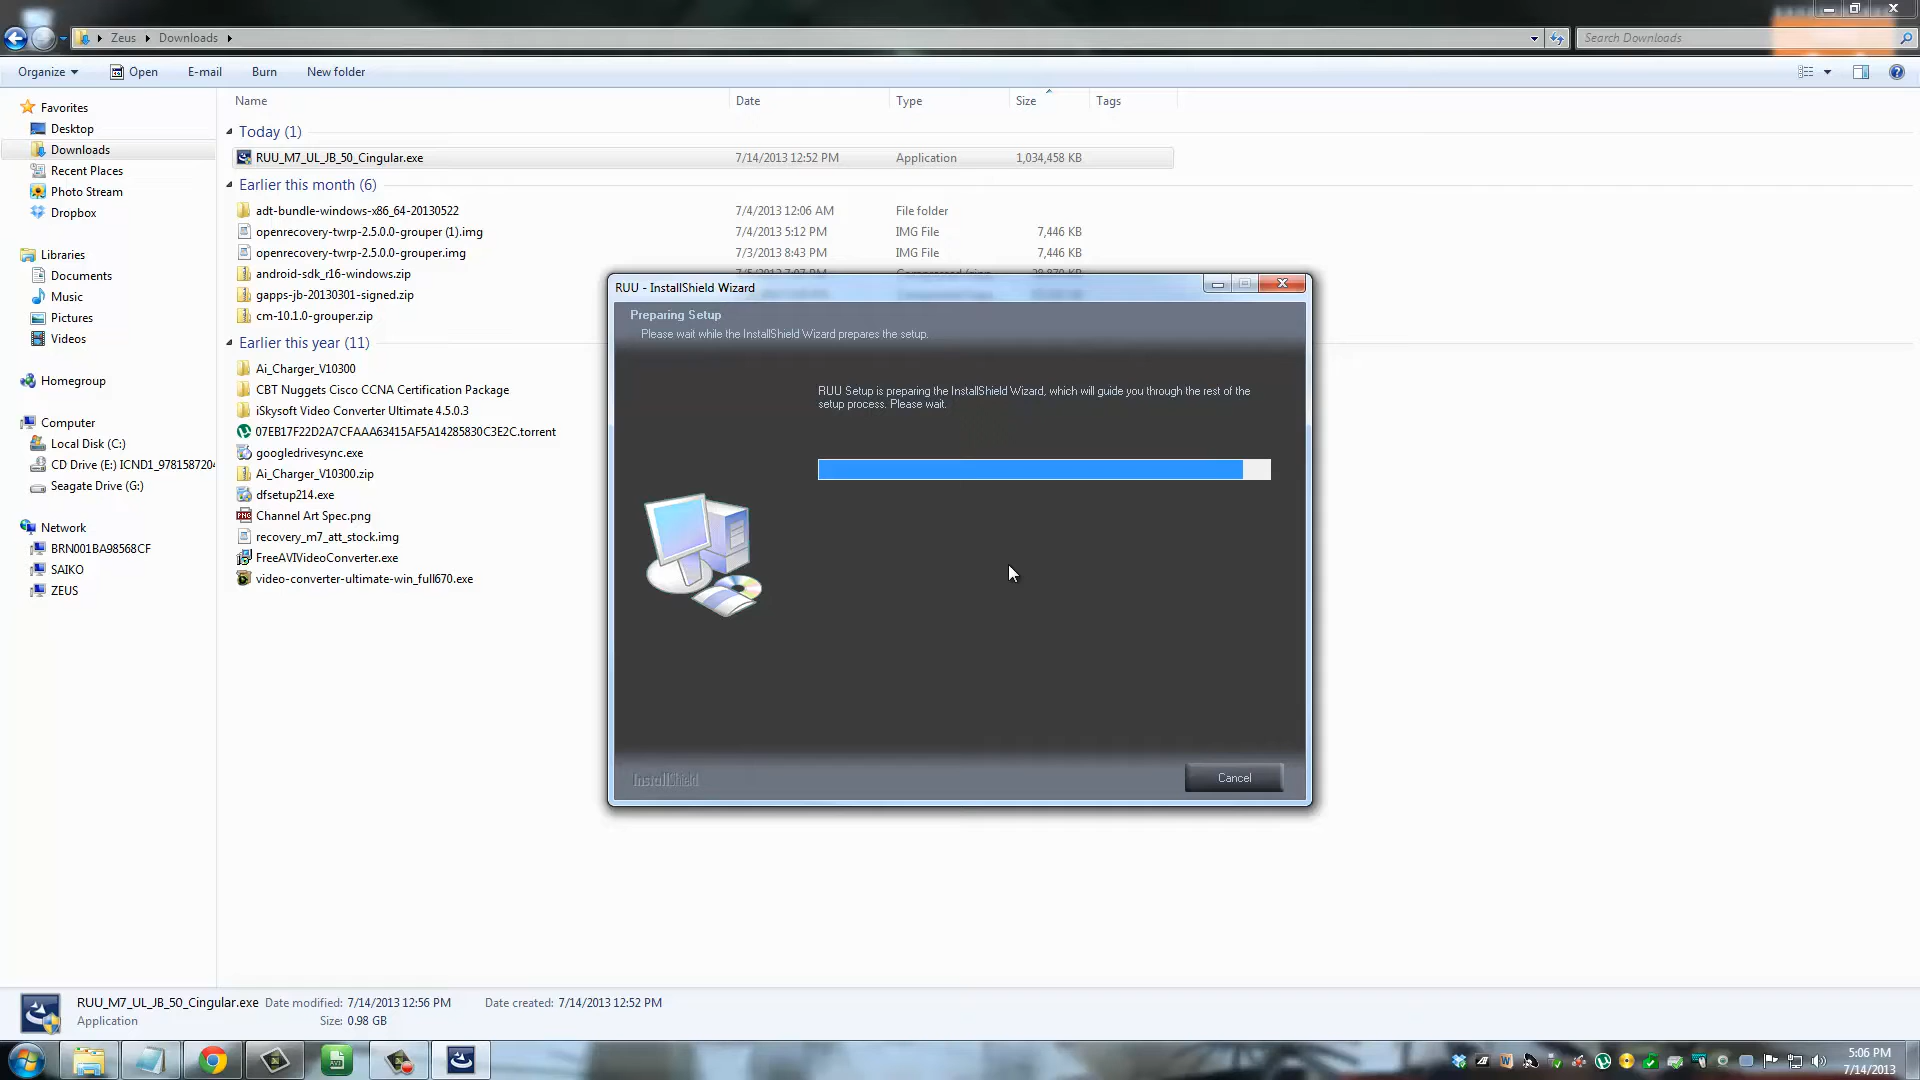 Zeus Downloads
Search Downloads
Organize Open E-mail Burn New folder
Favorites
Desktop
Downloads
Recent Places
Photo Stream
Dropbox
Libraries
Documents
Music
Pictures
Videos
Homegroup
Computer
Local Disk (C:)
CD Drive (E:) ICND1_9781587204
Seagate Drive (G:)
Network
BRN001BA98568CF
SAIKO
ZEUS
Name Date Type Size Tags
Today (1)
RUU_M7_UL_JB_50_Cingular.exe 7/14/2013 12:52 PM Application 1,034,458 KB
Earlier this month (6)
adt-bundle-windows-x86_64-20130522 7/4/2013 12:06 AM File folder
openrecovery-twrp-2.5.0.0-grouper (1).img 7/4/2013 5:12 PM IMG File 7,446 KB
openrecovery-twrp-2.5.0.0-grouper.img 7/3/2013 8:43 PM IMG File 7,446 KB
android-sdk_r16-windows.zip
gapps-jb-20130301-signed.zip
cm-10.1.0-grouper.zip
Earlier this year (11)
Ai_Charger_V10300
CBT Nuggets Cisco CCNA Certification Package
iSkysoft Video Converter Ultimate 4.5.0.3
07EB17F22D2A7CFAAA63415AF5A14285830C3E2C.torrent
googledrivesync.exe
Ai_Charger_V10300.zip
dfsetup214.exe
Channel Art Spec.png
recovery_m7_att_stock.img
FreeAVIVideoConverter.exe
video-converter-ultimate-win_full670.exe
RUU - InstallShield Wizard
Preparing Setup
Please wait while the InstallShield Wizard prepares the setup.
RUU Setup is preparing the InstallShield Wizard, which will guide you through the rest of the
setup process. Please wait.
InstallShield
Cancel
RUU_M7_UL_JB_50_Cingular.exe Date modified: 7/14/2013 12:56 PM Date created: 7/14/2013 12:52 PM
Application Size: 0.98 GB
5:06 PM
7/14/2013